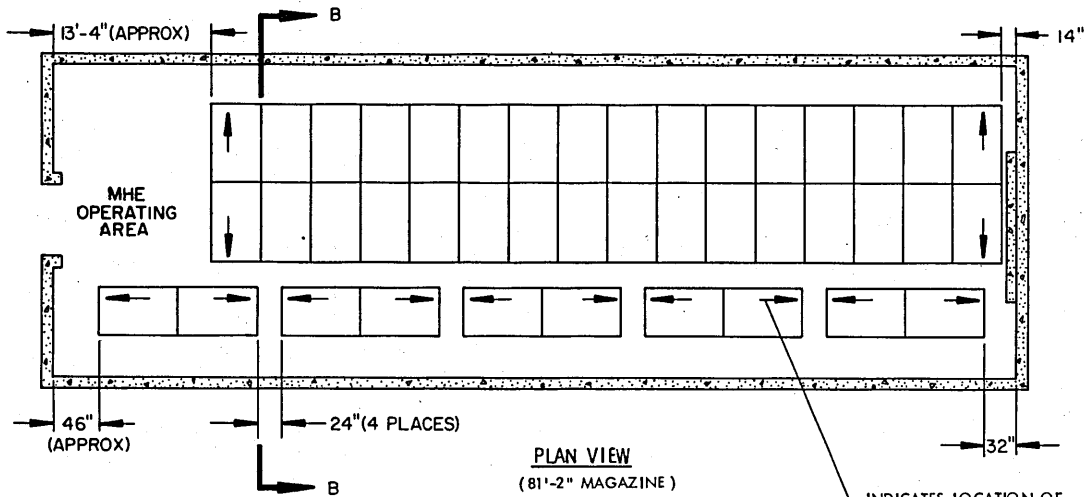 B
13'-4" (APPROX)
14"
MHE
OPERATING
AREA
46"
(APPROX)
24" (4 PLACES)
32"
PLAN VIEW
(81'-2" MAGAZINE)
B
INDICATES LOCATION OF